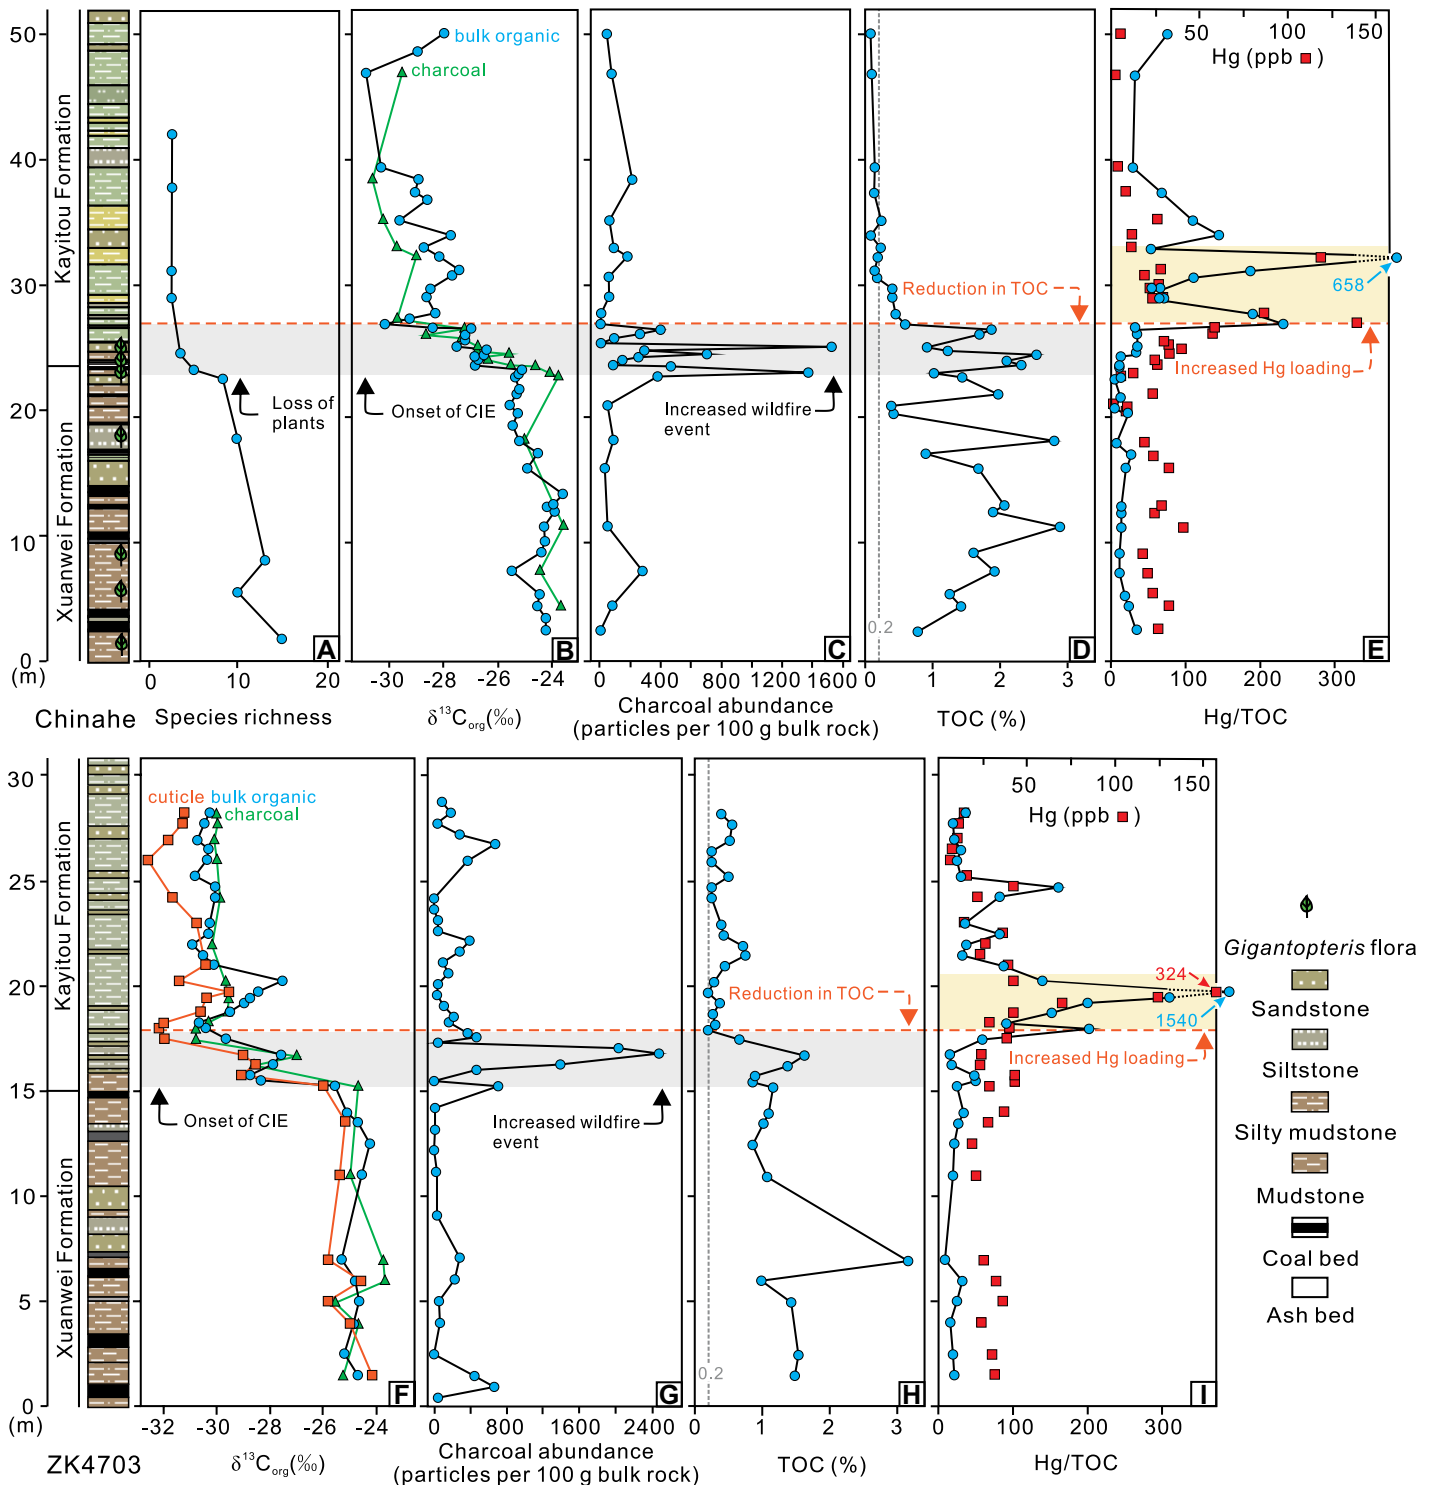 50
40
30
20
10
0
(m)
Kayitou Formation
Xuanwei Formation
Chinahe
Loss of
plants
A
0
10
20
Species richness
bulk organic
charcoal
Onset of CIE
B
-30
-28
-26
-24
δ13Corg(‰)
Increased wildfire
event
C
0
400
800
1200
1600
Charcoal abundance
(particles per 100 g bulk rock)
Reduction in TOC
0.2
D
0
1
2
3
TOC (%)
50
100
150
Hg (ppb ■ )
658
Increased Hg loading
E
0
100
200
300
Hg/TOC
30
25
20
15
10
5
0
(m)
Kayitou Formation
Xuanwei Formation
ZK4703
cuticle bulk organic
charcoal
Onset of CIE
F
-32
-30
-28
-26
-24
δ13Corg(‰)
Increased wildfire
event
G
0
800
1600
2400
Charcoal abundance
(particles per 100 g bulk rock)
Reduction in TOC
0.2
H
0
1
2
3
TOC (%)
50
100
150
Hg (ppb ■ )
324
1540
Increased Hg loading
I
0
100
200
300
Hg/TOC
Gigantopteris flora
Sandstone
Siltstone
Silty mudstone
Mudstone
Coal bed
Ash bed